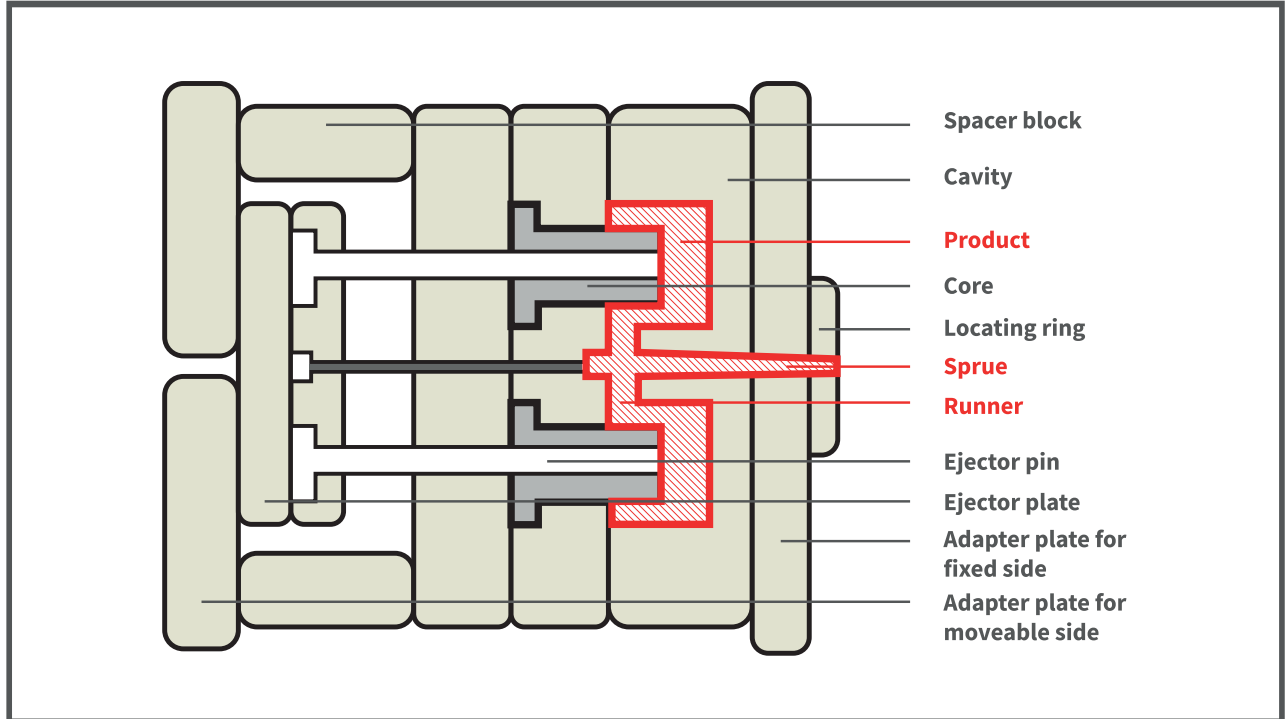 Spacer block
Cavity
Product
Core
Locating ring
Sprue
Runner
Ejector pin
Ejector plate
Adapter plate for
fixed side
Adapter plate for
moveable side